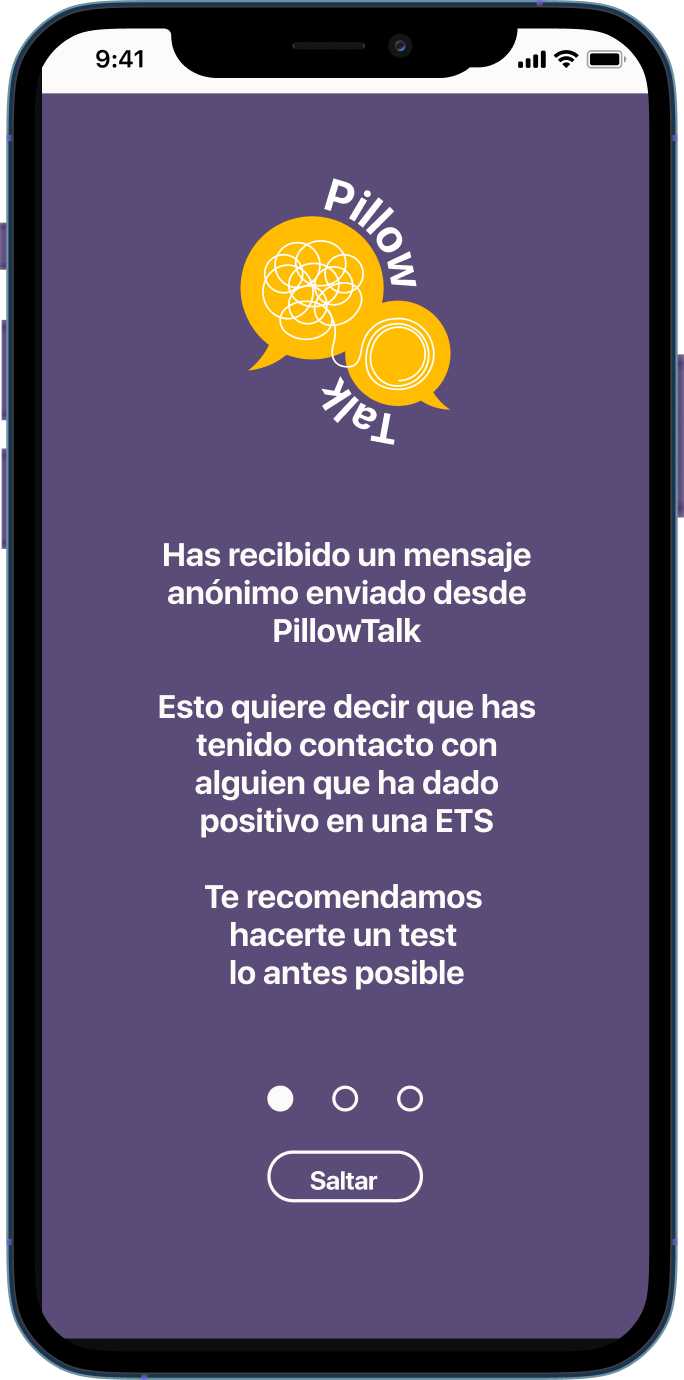 9:41
Pillow
Talk
Has recibido un mensaje
anónimo enviado desde
PillowTalk
Esto quiere decir que has
tenido contacto con
alguien que ha dado
positivo en una ETS
Te recomendamos
hacerte un test
lo antes posible
Saltar